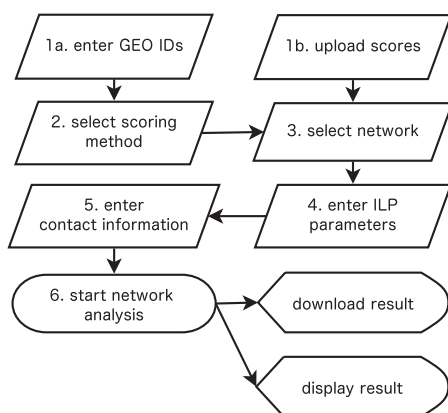 1a. enter GEO IDs
1b. upload scores
2. select scoring
method
3. select network
5. enter
contact information
4. enter ILP
parameters
6. start network
analysis
download result
display result